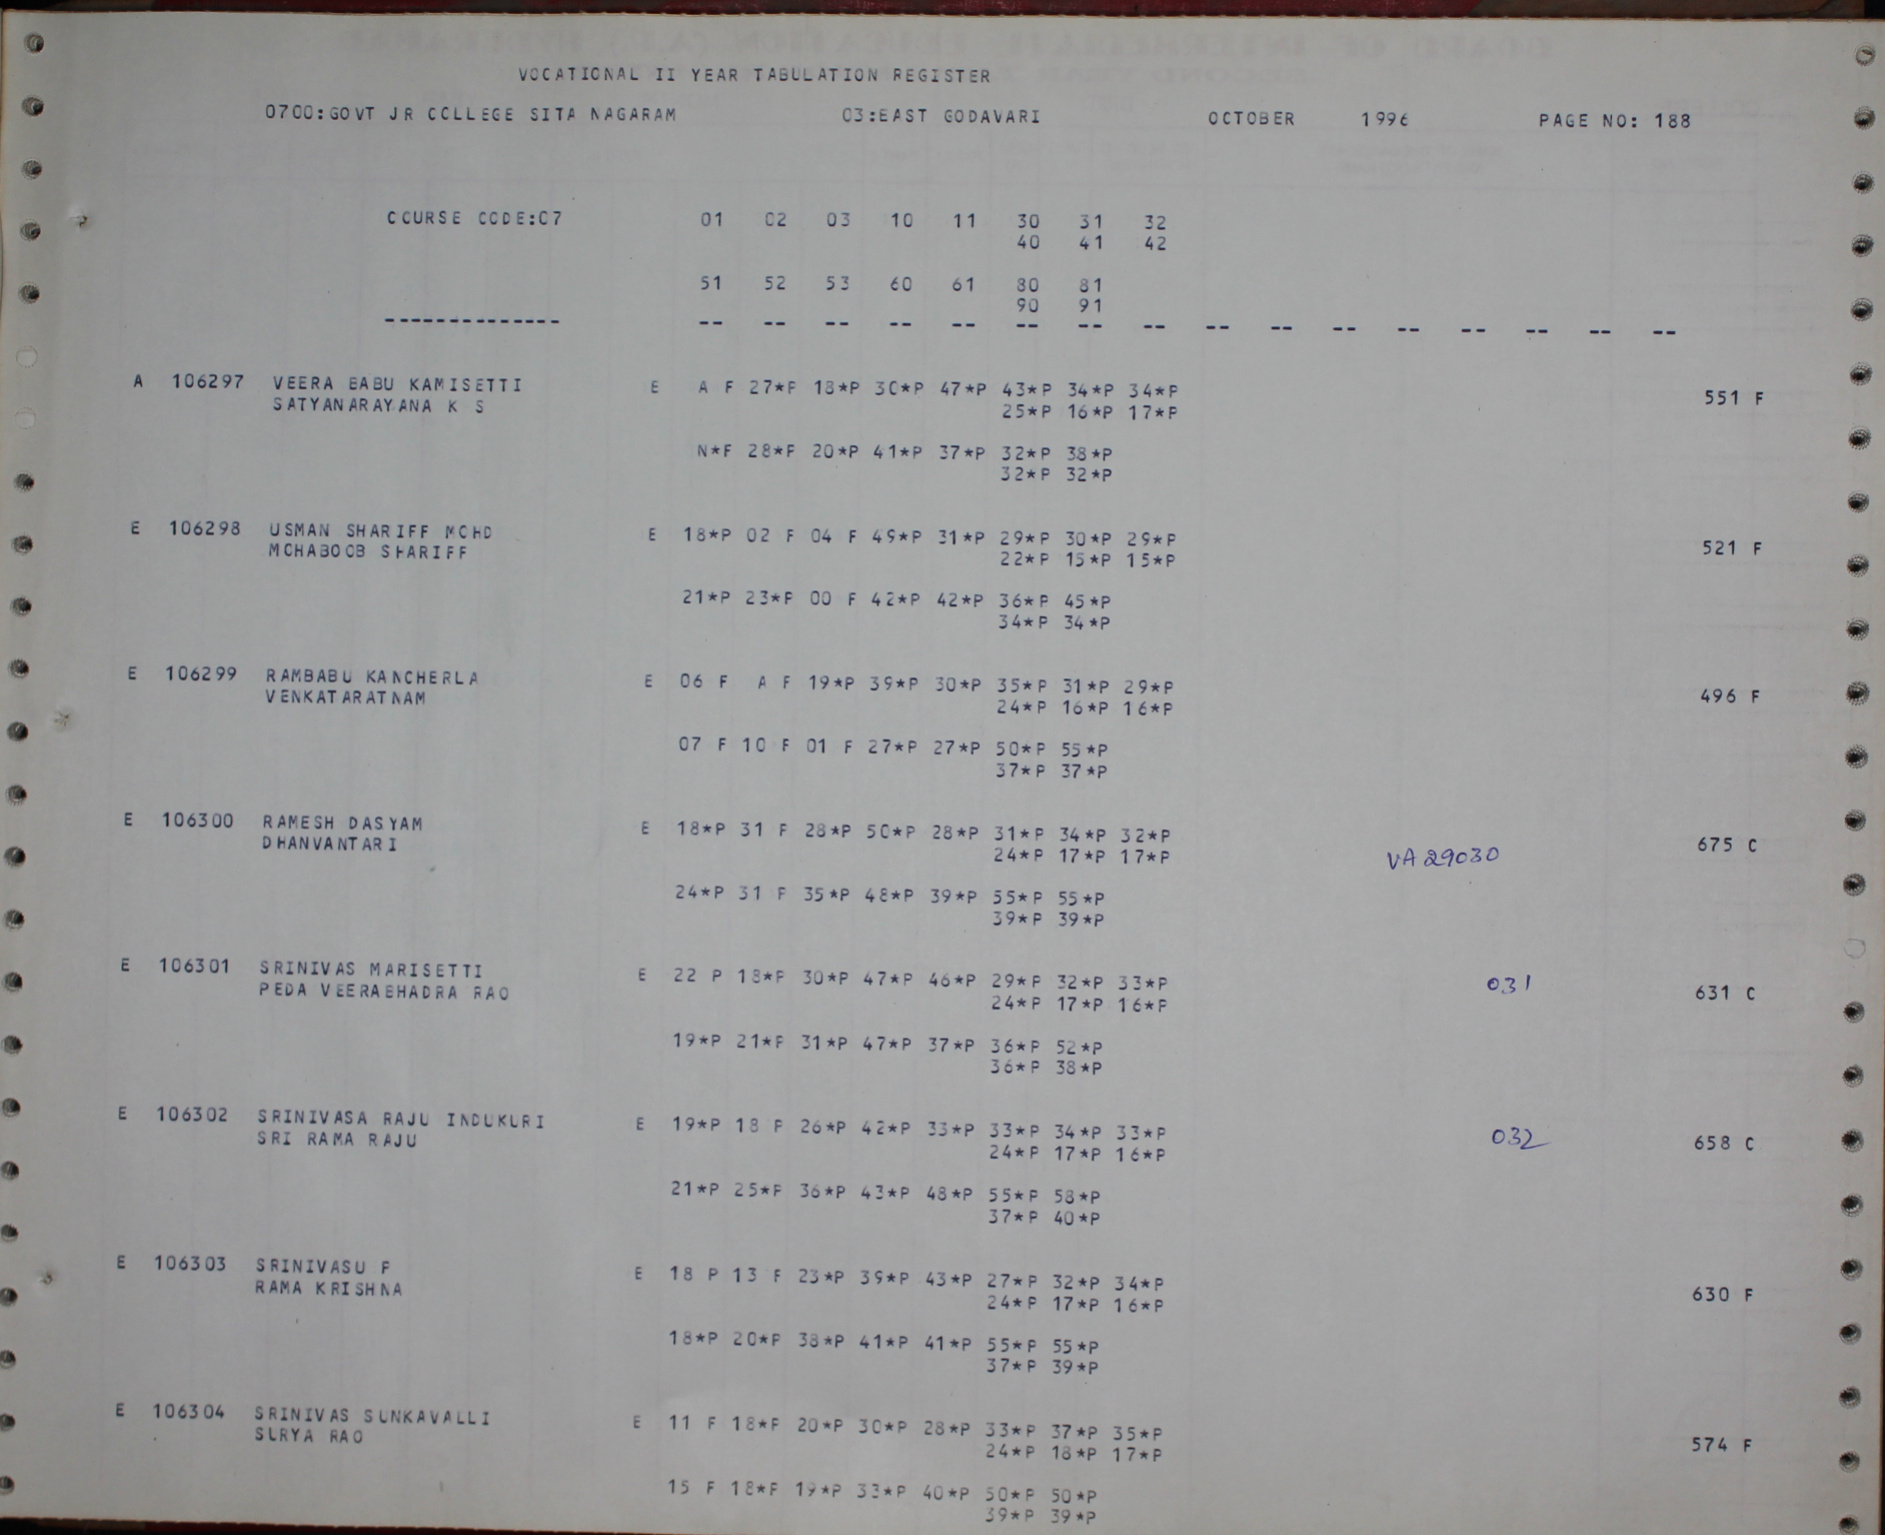 VOCATIONAL II YEAR TABULATION REGISTER
0700:GOVT JR COLLEGE SITA NAGARAM 03:EAST GODAVARI OCTOBER 1996 PAGE NO: 188
COURSE CODE:07 01 02 03 10 11 30 31 32
40 41 42
51 52 53 60 61 80 81
90 91
-------------- -- -- -- -- -- -- -- -- -- -- -- -- -- -- -- --
A 106297 VEERA BABU KAMISETTI E A F 27*P 18*P 30*P 47*P 43*P 34*P 34*P 551 F
SATYANARAYANA K S 25*P 16*P 17*P
N*F 28*P 20*P 41*P 37*P 32*P 38*P
32*P 32*P
E 106298 USMAN SHARIFF MOHD E 18*P 02 F 04 F 49*P 31*P 29*P 30*P 29*P 521 F
MOHABOOB SHARIFF 22*P 15*P 15*P
21*P 23*P 00 F 42*P 42*P 36*P 45*P
34*P 34*P
E 106299 RAMBABU KANCHERLA E 06 F A F 19*P 39*P 30*P 35*P 31*P 29*P 496 F
VENKATARATNAM 24*P 16*P 16*P
07 F 10 F 01 F 27*P 27*P 50*P 55*P
37*P 37*P
E 106300 RAMESH DASYAM E 18*P 31 P 28*P 50*P 28*P 31*P 34*P 32*P 675 C
DHANVANTARI 24*P 17*P 17*P VA 29030
24*P 31 P 35*P 48*P 39*P 55*P 55*P
39*P 39*P
E 106301 SRINIVAS MARISETTI E 22 P 18*P 30*P 47*P 46*P 29*P 32*P 33*P 031 631 C
PEDA VEERABHADRA RAO 24*P 17*P 16*P
19*P 21*P 31*P 47*P 37*P 36*P 52*P
36*P 38*P
E 106302 SRINIVASA RAJU INDUKURI E 19*P 18 P 26*P 42*P 33*P 33*P 34*P 33*P 032 658 C
SRI RAMA RAJU 24*P 17*P 16*P
21*P 25*P 36*P 43*P 48*P 55*P 58*P
37*P 40*P
E 106303 SRINIVASU P E 18 P 13 F 23*P 39*P 43*P 27*P 32*P 34*P 630 F
RAMA KRISHNA 24*P 17*P 16*P
18*P 20*P 38*P 41*P 41*P 55*P 55*P
37*P 39*P
E 106304 SRINIVAS SUNKAVALLI E 11 F 18*P 20*P 30*P 28*P 33*P 37*P 35*P 574 F
SURYA RAO 24*P 18*P 17*P
15 F 18*P 19*P 33*P 40*P 50*P 50*P
39*P 39*P